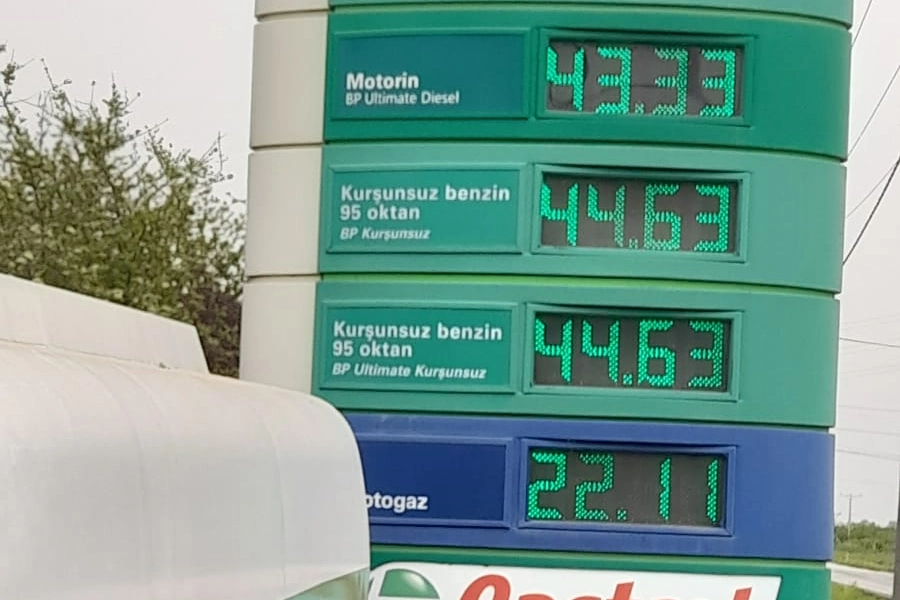 Motorin
BP Ultimate Diesel
43.33
Kurşunsuz benzin
95 oktan
BP Kurşunsuz
44.63
Kurşunsuz benzin
95 oktan
BP Ultimate Kurşunsuz
44.63
otogaz
22.11
Castrol